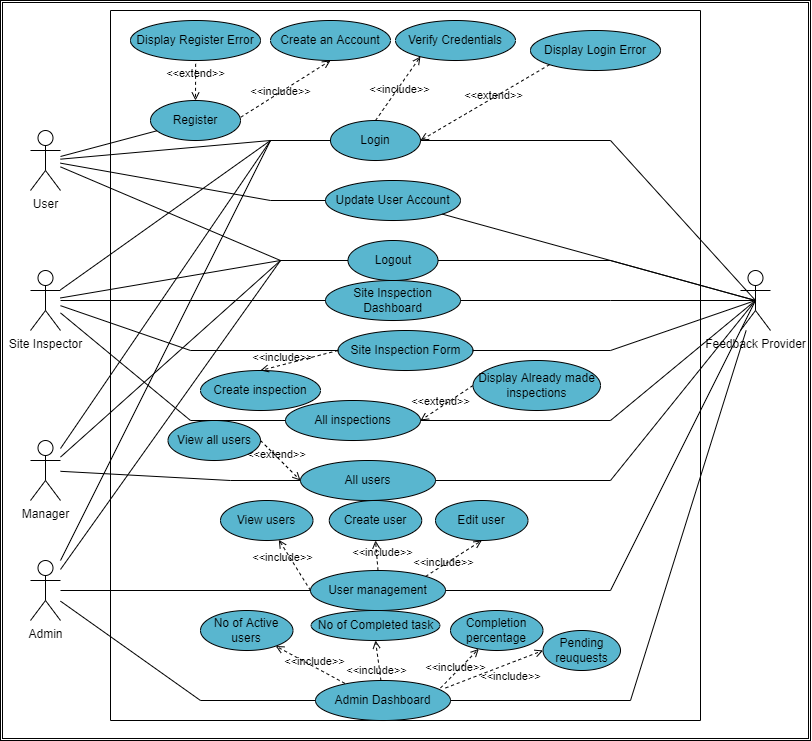 Display Register Error
Create an Account
Verify Credentials
Display Login Error
<<extend>>
<<include>>
<<include>>
<<extend>>
Register
Login
User
Update User Account
Logout
Site Inspection
Dashboard
Site Inspector
Feedback Provider
Site Inspection Form
<<include>>
Create inspection
Display Already made
inspections
<<extend>>
All inspections
View all users
<<extend>>
All users
Manager
View users
Create user
Edit user
<<include>>
<<include>>
<<include>>
User management
Admin
No of Active
users
No of Completed task
Completion
percentage
Pending
reuquests
<<include>>
<<include>>
<<include>>
<<include>>
Admin Dashboard